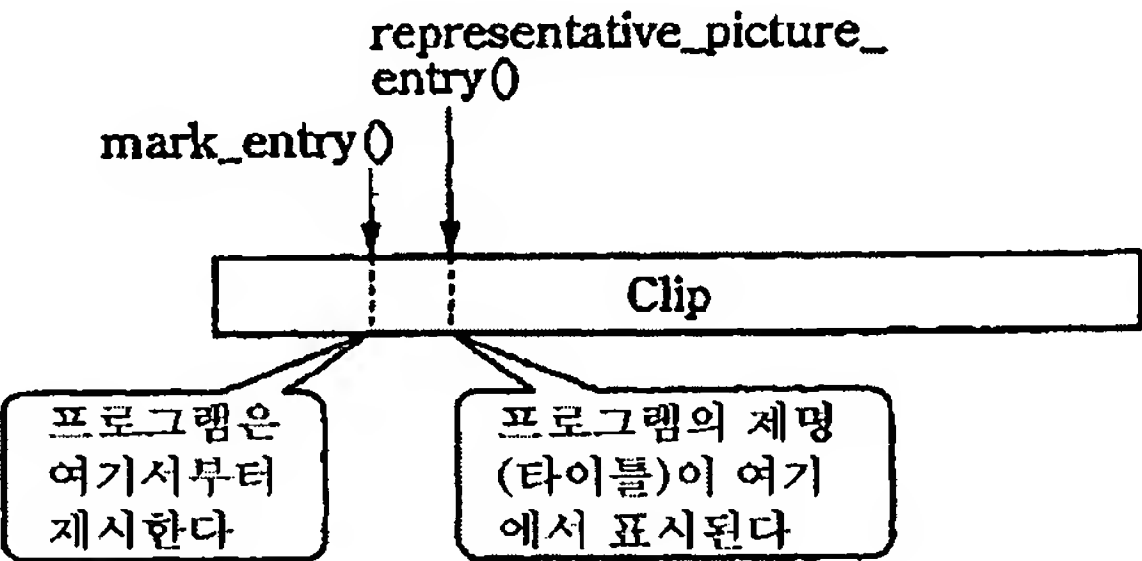 representative_picture_
entry()
mark_entry()
Clip
프로그램은
여기서부터
제시한다
프로그램의 제명
(타이틀)이 여기
에서 표시된다